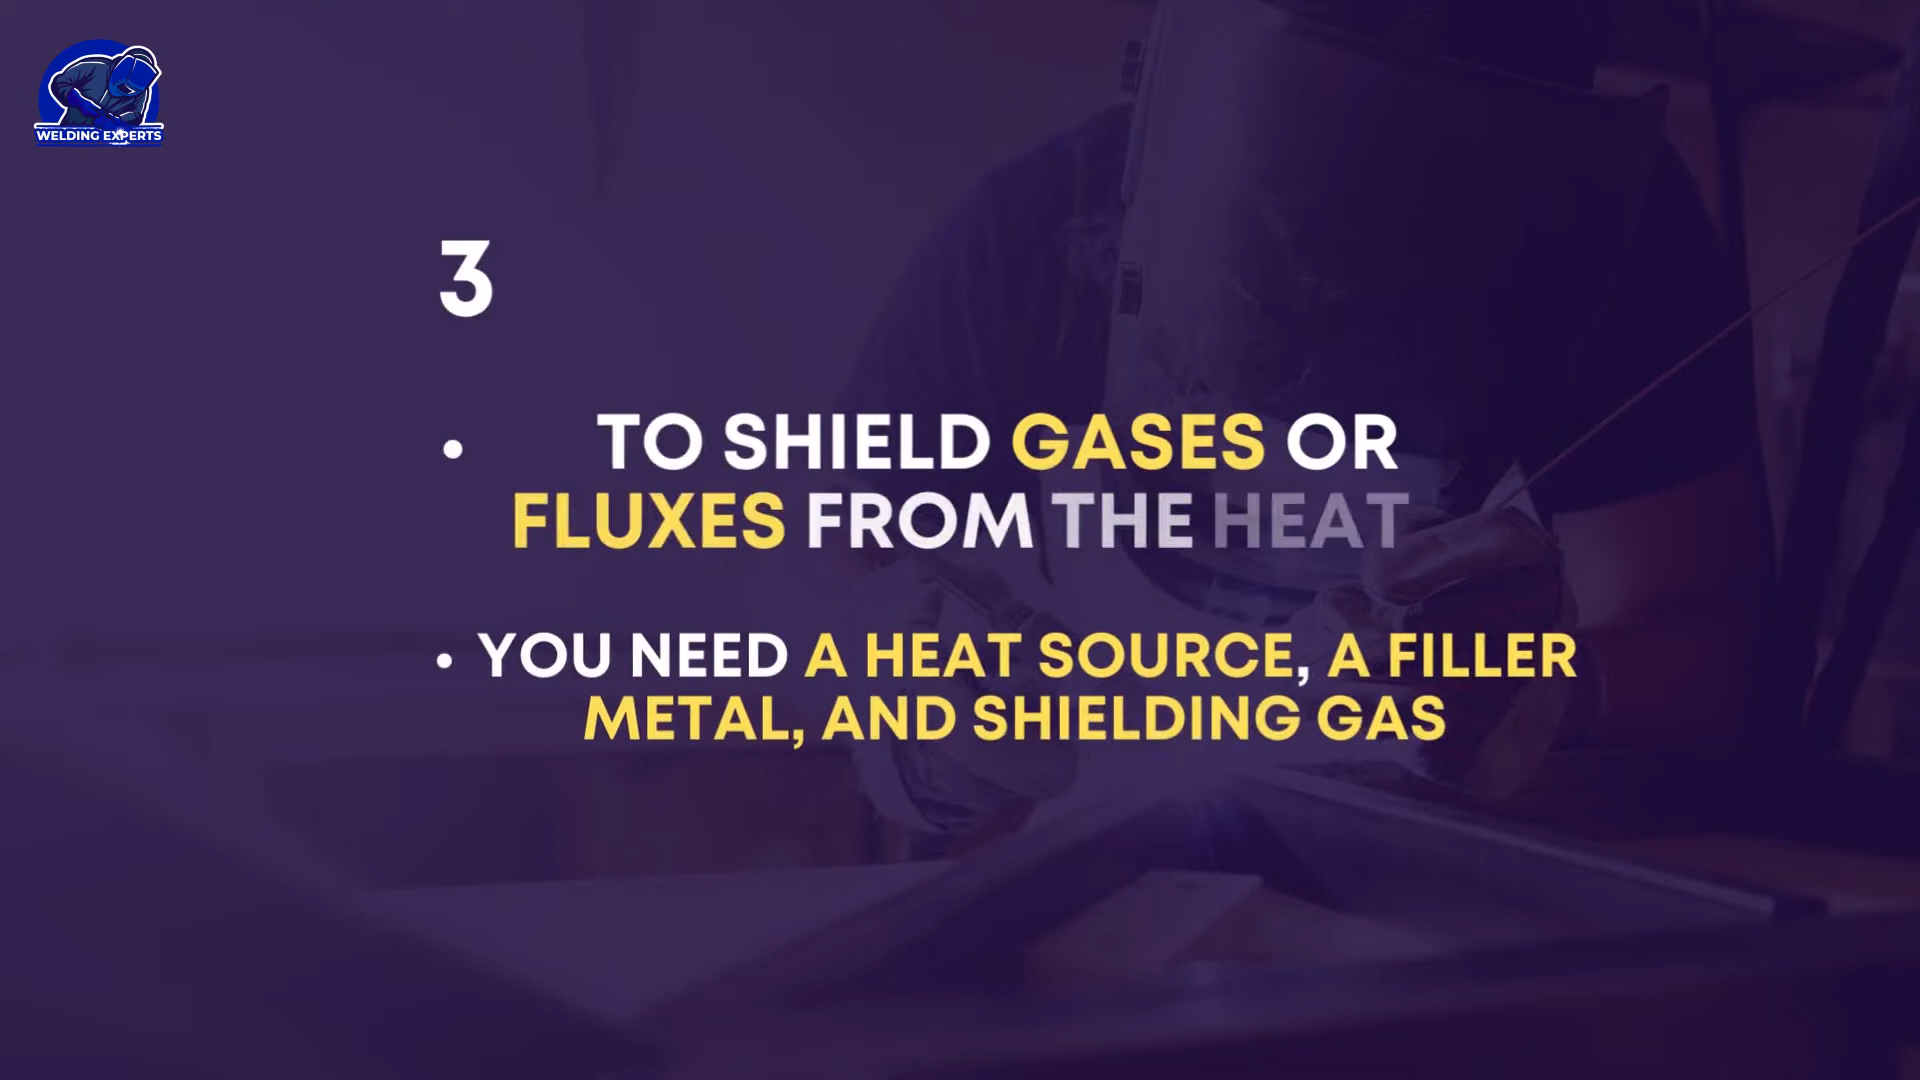 WELDING EXPERTS
3
• TO SHIELD GASES OR
FLUXES FROM THE HEAT
• YOU NEED A HEAT SOURCE, A FILLER
METAL, AND SHIELDING GAS